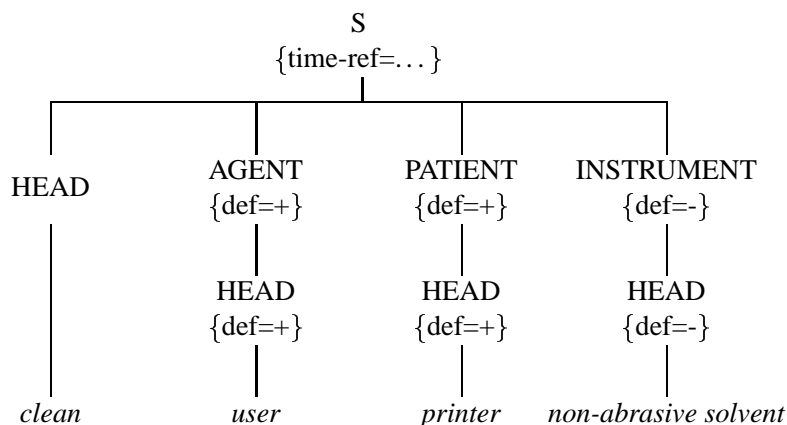 S
{time-ref=...}
HEAD AGENT PATIENT INSTRUMENT
{def=+} {def=+} {def=-}
HEAD HEAD HEAD
{def=+} {def=+} {def=-}
clean user printer non-abrasive solvent